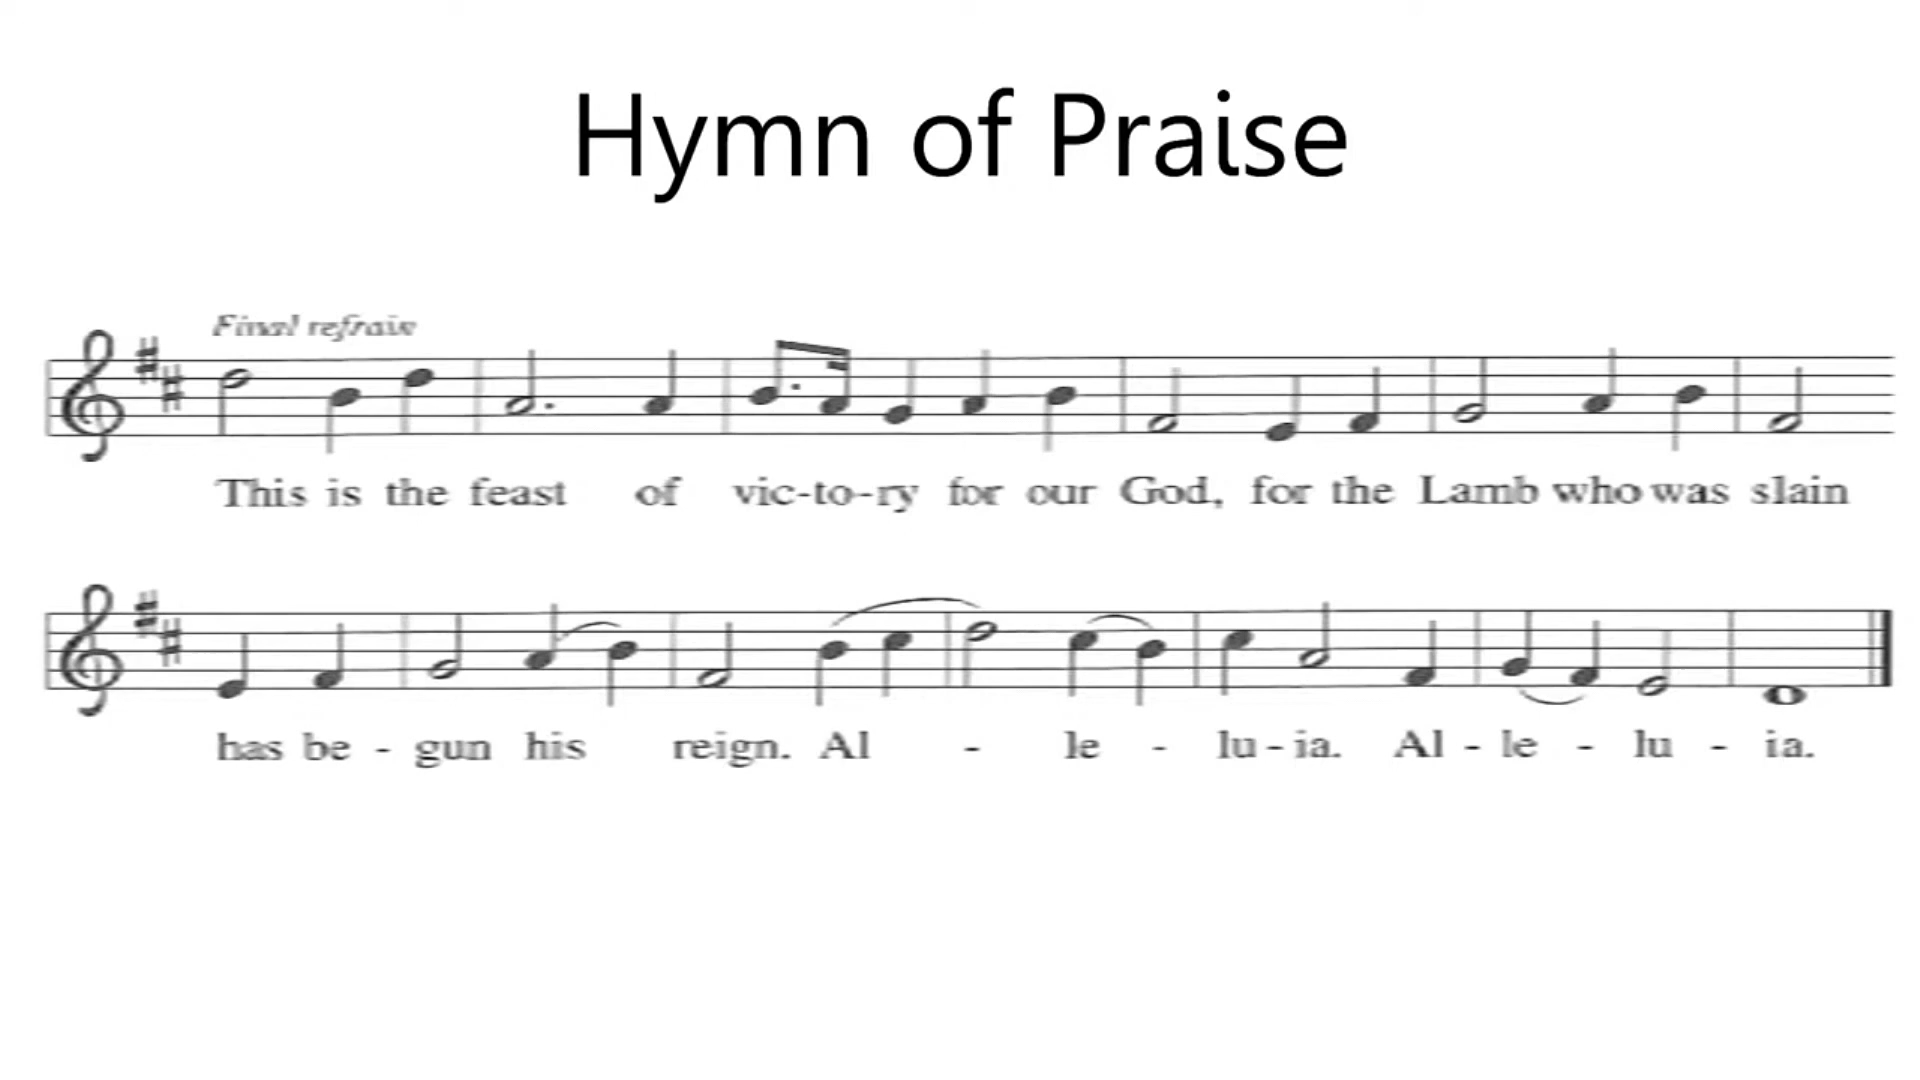 Hymn of Praise
Final refrain
This is the feast of vic-to-ry for our God, for the Lamb who was slain
has be - gun his reign. Al - le - lu - ia. Al - le - lu - ia.